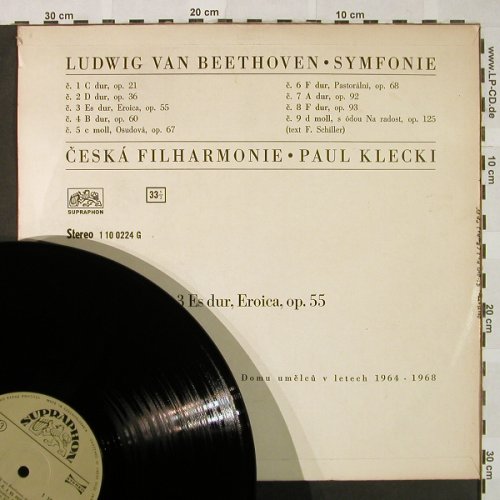 30 cm 20 cm 10 cm
LUDWIG VAN BEETHOVEN • SYMFONIE
č. 1 C dur, op. 21
č. 2 D dur, op. 36
č. 3 Es dur, Eroica, op. 55
č. 4 B dur, op. 60
č. 5 c moll, Osudová, op. 67
č. 6 F dur, Pastorální, op. 68
č. 7 A dur, op. 92
č. 8 F dur, op. 93
č. 9 d moll, s ódou Na radost, op. 125
(text F. Schiller)
ČESKÁ FILHARMONIE • PAUL KLECKI
SUPRAPHON
33⅓
Stereo 1 10 0224 G
3 Es dur, Eroica, op. 55
Domu umělců v letech 1964 - 1968
SUPRAPHON
www.LP-CD.de
10 cm
20 cm
30 cm